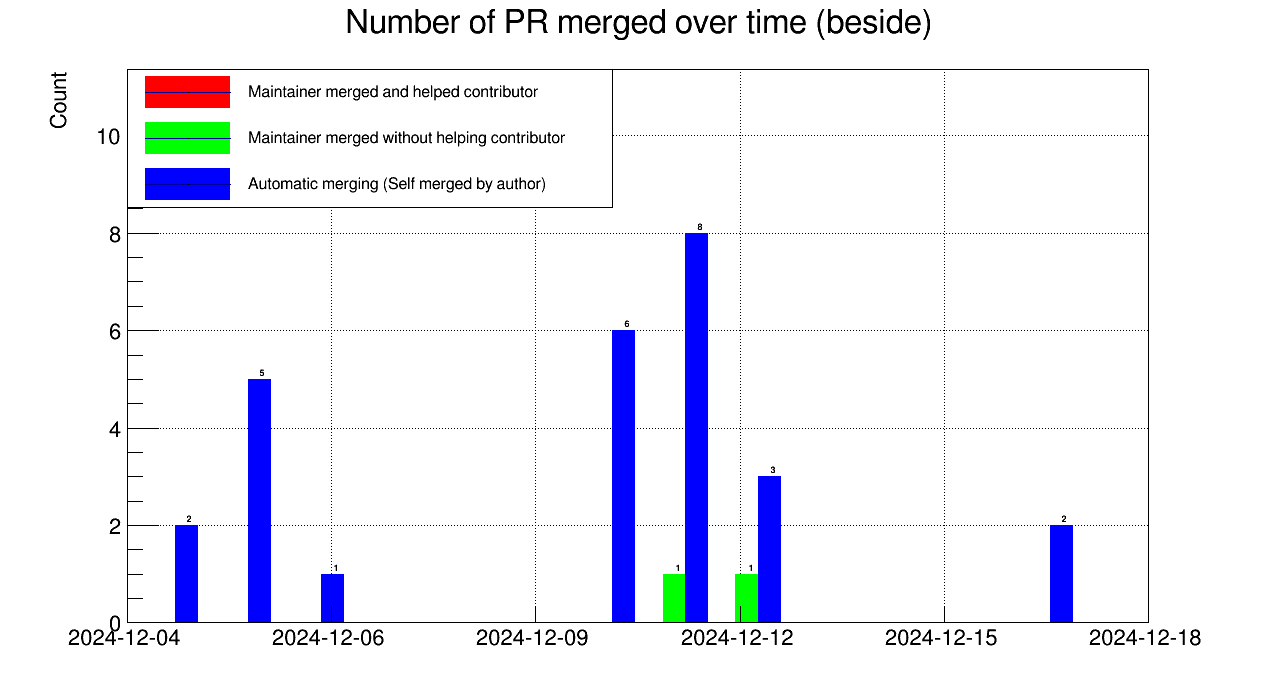 Number of PR merged over time (beside)
Count
Maintainer merged and helped contributor
Maintainer merged without helping contributor
Automatic merging (Self merged by author)
10
8
6
4
2
0
2
5
1
6
1
8
1
3
2
2024-12-04 2024-12-06 2024-12-09 2024-12-12 2024-12-15 2024-12-18